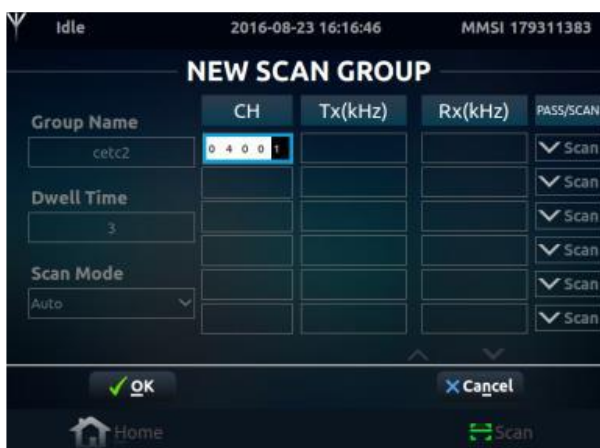 Idle 2016-08-23 16:16:46 MMSI 179311383
NEW SCAN GROUP
Group Name
cetc2
Dwell Time
3
Scan Mode
Auto
CH Tx(kHz) Rx(kHz) PASS/SCAN
0 4 0 0 1 Scan
Scan
Scan
Scan
Scan
Scan
OK Cancel
Home Scan